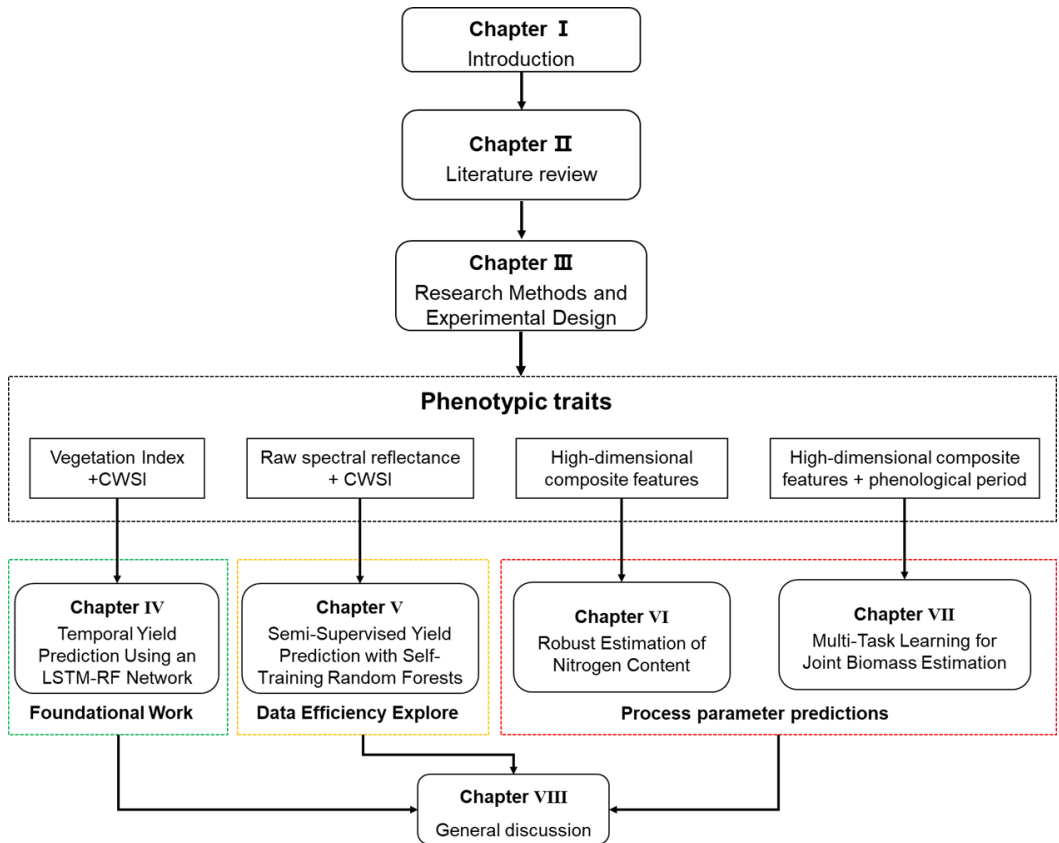 Chapter Ⅰ
Introduction
Chapter Ⅱ
Literature review
Chapter Ⅲ
Research Methods and
Experimental Design
Phenotypic traits
Vegetation Index
+CWSI
Raw spectral reflectance
+ CWSI
High-dimensional
composite features
High-dimensional composite
features + phenological period
Chapter IV
Temporal Yield
Prediction Using an
LSTM-RF Network
Foundational Work
Chapter V
Semi-Supervised Yield
Prediction with Self-
Training Random Forests
Data Efficiency Explore
Chapter VI
Robust Estimation of
Nitrogen Content
Chapter VII
Multi-Task Learning for
Joint Biomass Estimation
Process parameter predictions
Chapter VIII
General discussion